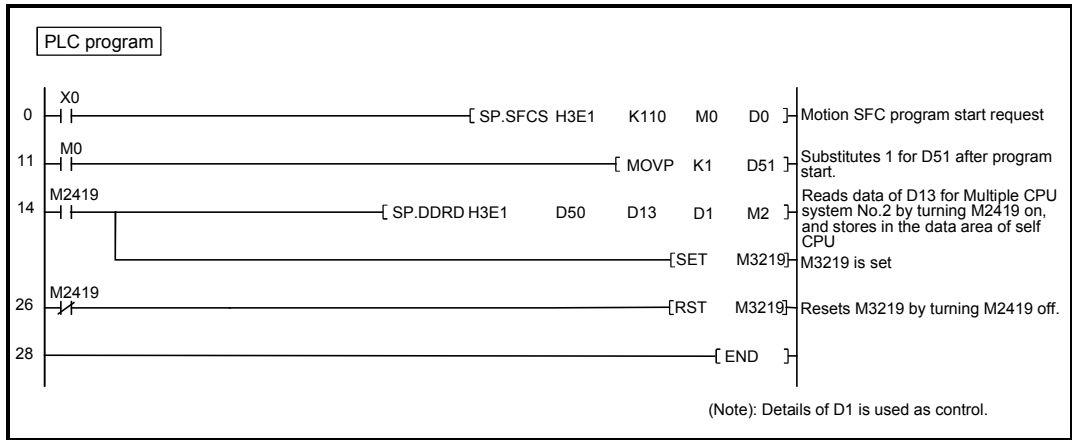 PLC program
X0
0 SP.SFCS H3E1 K110 M0 D0 Motion SFC program start request
M0
11 MOVP K1 D51 Substitutes 1 for D51 after program
start.
M2419
14 SP.DDRD H3E1 D50 D13 D1 M2 Reads data of D13 for Multiple CPU
system No.2 by turning M2419 on,
and stores in the data area of self
CPU
SET M3219 M3219 is set
M2419
26 RST M3219 Resets M3219 by turning M2419 off.
28 END
(Note): Details of D1 is used as control.